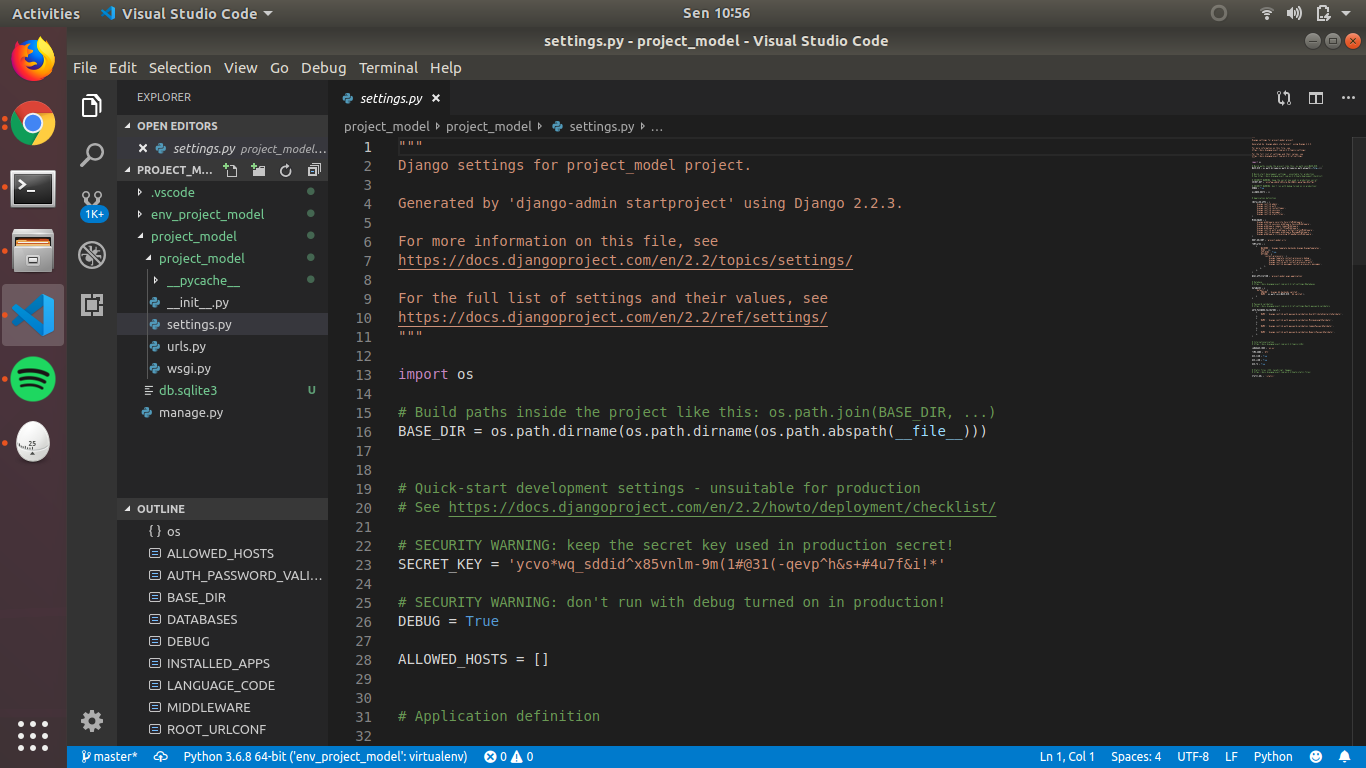 Activities
Visual Studio Code
Sen 10:56
settings.py - project_model - Visual Studio Code
File Edit Selection View Go Debug Terminal Help
EXPLORER
OPEN EDITORS
settings.py project_model...
PROJECT_M...
.vscode
env_project_model
project_model
project_model
__pycache__
__init__.py
settings.py
urls.py
wsgi.py
db.sqlite3 U
manage.py
OUTLINE
{ } os
ALLOWED_HOSTS
AUTH_PASSWORD_VALI...
BASE_DIR
DATABASES
DEBUG
INSTALLED_APPS
LANGUAGE_CODE
MIDDLEWARE
ROOT_URLCONF
1K+
25
settings.py
project_model project_model settings.py ...
1 """
2 Django settings for project_model project.
3
4 Generated by 'django-admin startproject' using Django 2.2.3.
5
6 For more information on this file, see
7 https://docs.djangoproject.com/en/2.2/topics/settings/
8
9 For the full list of settings and their values, see
10 https://docs.djangoproject.com/en/2.2/ref/settings/
11 """
12
13 import os
14
15 # Build paths inside the project like this: os.path.join(BASE_DIR, ...)
16 BASE_DIR = os.path.dirname(os.path.dirname(os.path.abspath(__file__)))
17
18
19 # Quick-start development settings - unsuitable for production
20 # See https://docs.djangoproject.com/en/2.2/howto/deployment/checklist/
21
22 # SECURITY WARNING: keep the secret key used in production secret!
23 SECRET_KEY = 'ycvo*wq_sddid^x85vnlm-9m(1#@31(-qevp^h&s+#4u7f&i!*'
24
25 # SECURITY WARNING: don't run with debug turned on in production!
26 DEBUG = True
27
28 ALLOWED_HOSTS = []
29
30
31 # Application definition
32
master* Python 3.6.8 64-bit ('env_project_model': virtualenv) 0 0 Ln 1, Col 1 Spaces: 4 UTF-8 LF Python